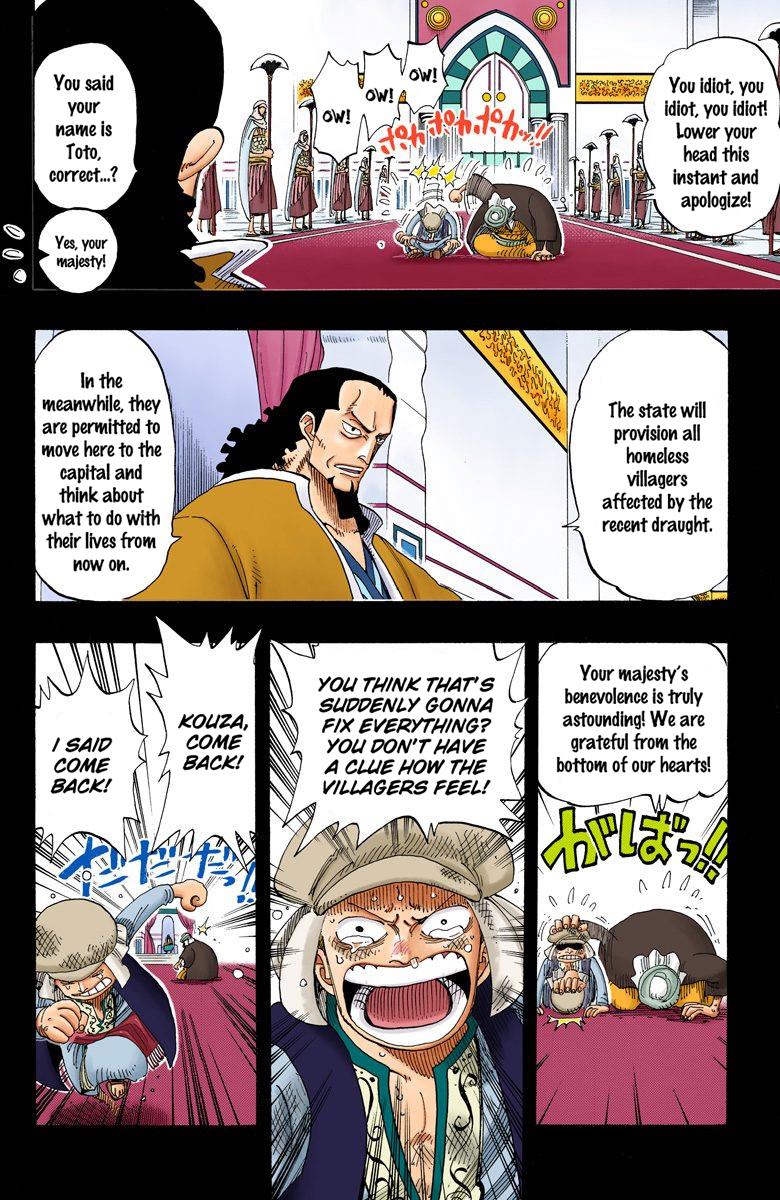 You idiot, you
idiot, you idiot!
Lower your
head this
instant and
apologize!
OW!
OW!
OW!
ポカポカポカッ!!
You said
your
name is
Toto,
correct...?
Yes, your
majesty!
The state will
provision all
homeless
villagers
affected by the
recent draught.
In the
meanwhile, they
are permitted to
move here to the
capital and
think about
what to do with
their lives from
now on.
Your majesty's
benevolence is truly
astounding! We are
grateful from the
bottom of our hearts!
がばっ!!
YOU THINK THAT'S
SUDDENLY GONNA
FIX EVERYTHING?
YOU DON'T HAVE
A CLUE HOW THE
VILLAGERS FEEL!
KOUZA,
COME
BACK!
I SAID
COME
BACK!
だだだっ!!